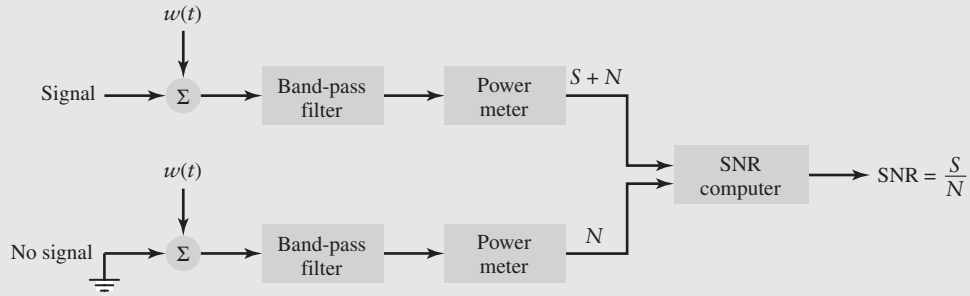 w(t)
Signal
Σ
Band-pass
filter
Power
meter
S + N
SNR
computer
SNR = S/N
w(t)
No signal
Σ
Band-pass
filter
Power
meter
N